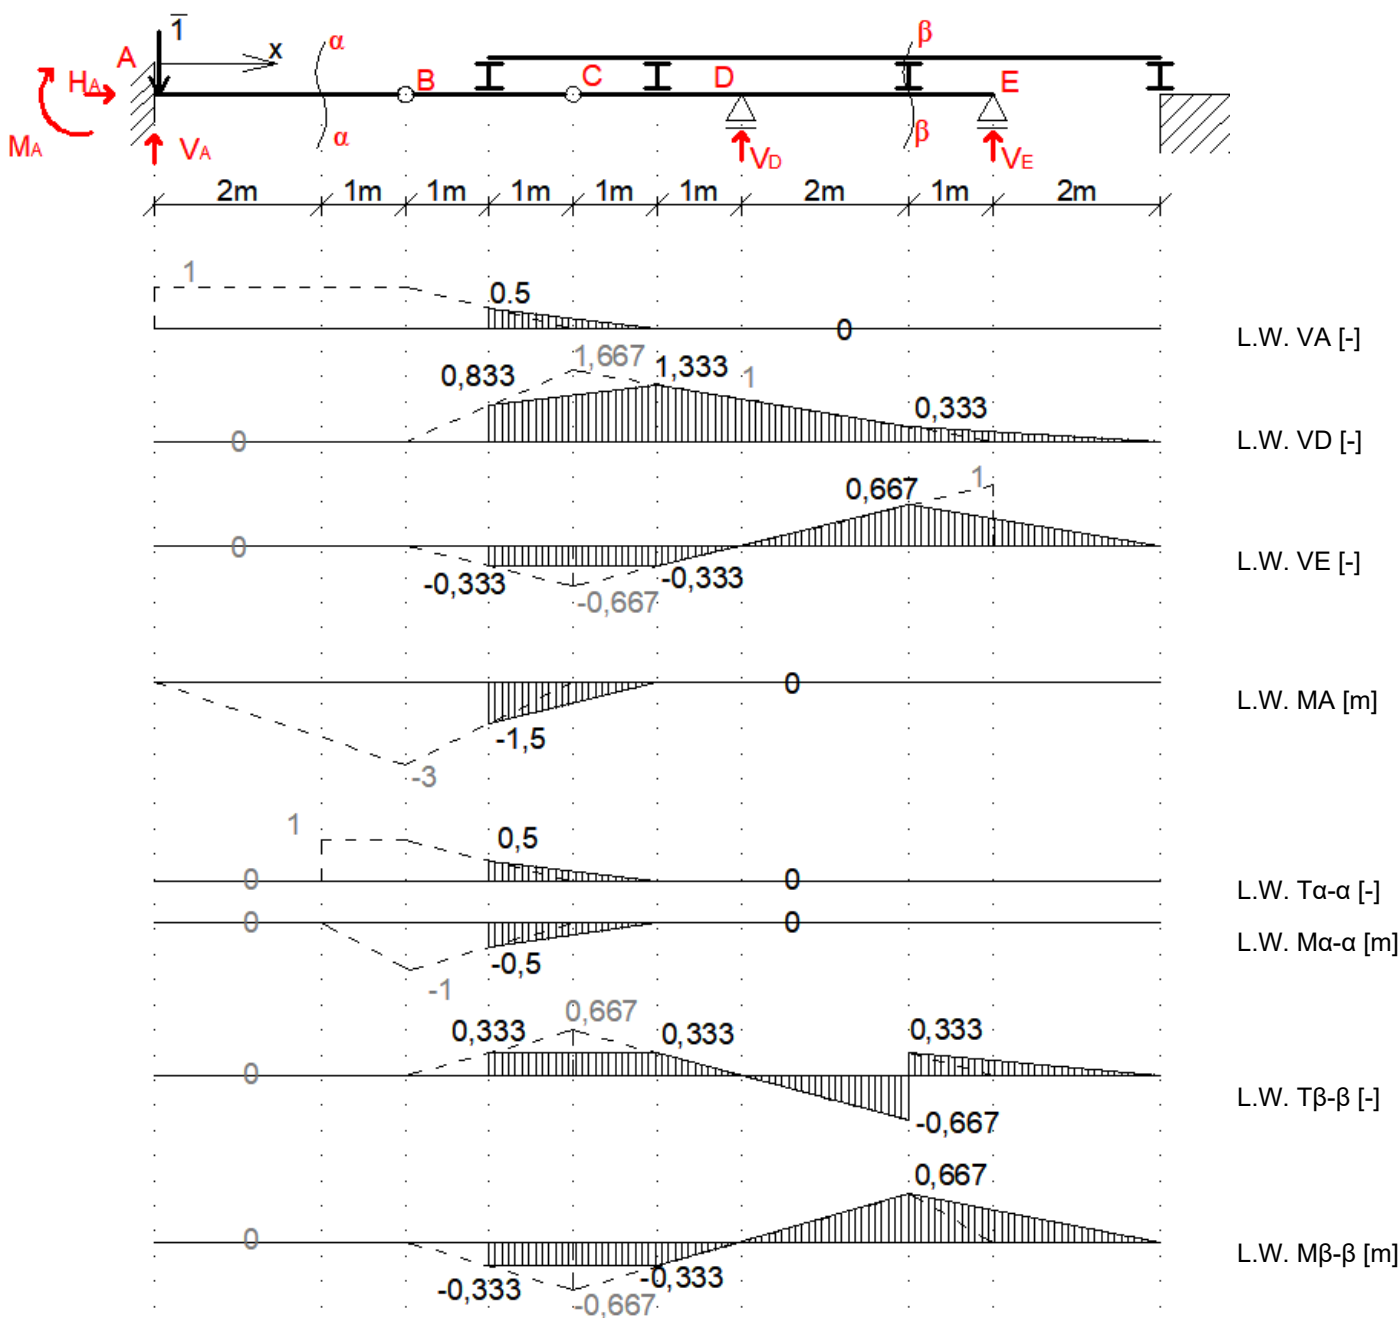 1
A
x
α
β
B
C
D
E
HA
MA
VA
α
VD
β
VE
2m 1m 1m 1m 1m 1m 2m 1m 2m
1
0.5
0
L.W. VA [-]
0,833
1,667
1,333
1
0,333
0
L.W. VD [-]
0,667
1
0
-0,333
-0,667
-0,333
L.W. VE [-]
0
-1,5
-3
L.W. MA [m]
1
0,5
0
0
L.W. Tα-α [-]
0
0
-0,5
-1
L.W. Mα-α [m]
0,333
0,667
0,333
0,333
0
-0,667
L.W. Tβ-β [-]
0,667
0
-0,333
-0,667
-0,333
L.W. Mβ-β [m]